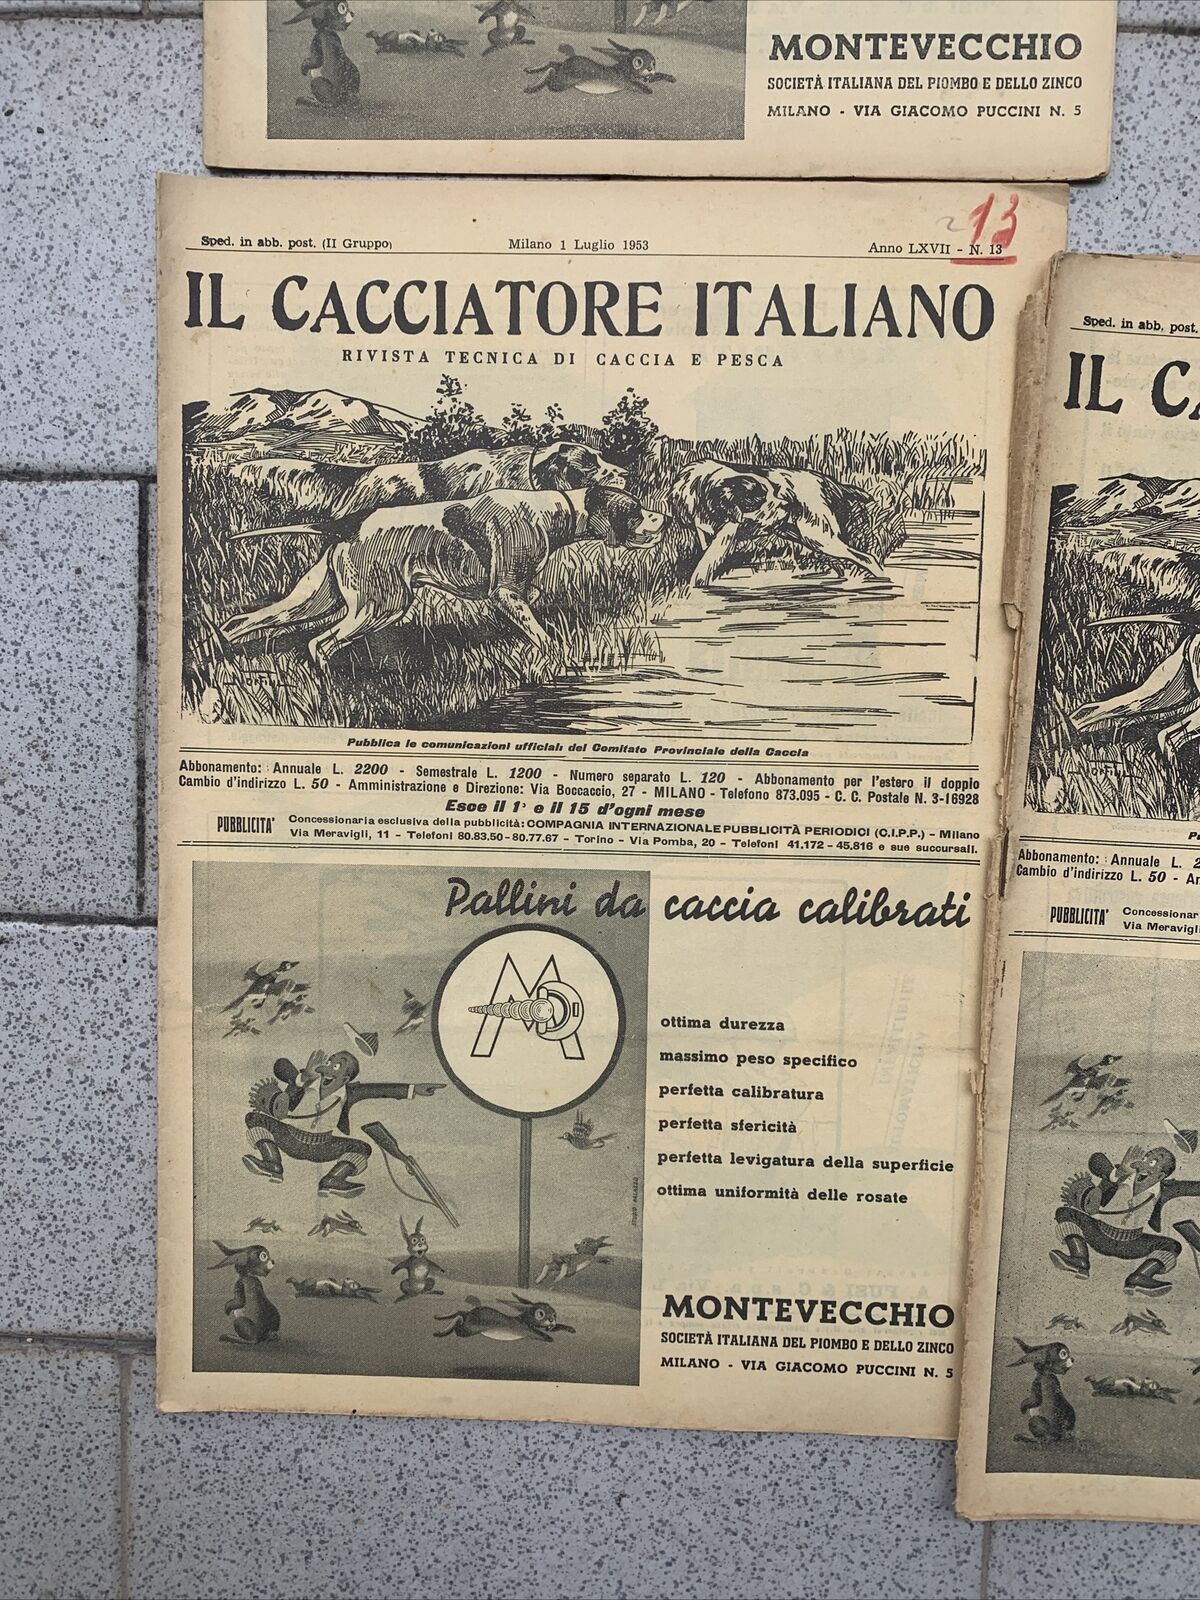 MONTEVECCHIO
SOCIETÀ ITALIANA DEL PIOMBO E DELLO ZINCO
MILANO - VIA GIACOMO PUCCINI N. 5
13
Sped. in abb. post. (II Gruppo)
Milano 1 Luglio 1953
Anno LXVII - N. 13
IL CACCIATORE ITALIANO
RIVISTA TECNICA DI CACCIA E PESCA
Pubblica le comunicazioni ufficiali del Comitato Provinciale della Caccia
Abbonamento: Annuale L. 2200 - Semestrale L. 1200 - Numero separato L. 120 - Abbonamento per l'estero il doppio
Cambio d'indirizzo L. 50 - Amministrazione e Direzione: Via Boccaccio, 27 - MILANO - Telefono 873.095 - C. C. Postale N. 3-16928
Esce il 1° e il 15 d'ogni mese
PUBBLICITA'
Concessionaria esclusiva della pubblicità: COMPAGNIA INTERNAZIONALE PUBBLICITÀ PERIODICI (C.I.P.P.) - Milano
Via Meravigli, 11 - Telefoni 80.83.50 - 80.77.67 - Torino - Via Pomba, 20 - Telefoni 41.172 - 45.816 e sue succursali.
Pallini da caccia calibrati
M
ottima durezza
massimo peso specifico
perfetta calibratura
perfetta sfericità
perfetta levigatura della superficie
ottima uniformità delle rosate
STUDIO PALAZZO
MONTEVECCHIO
SOCIETÀ ITALIANA DEL PIOMBO E DELLO ZINCO
MILANO - VIA GIACOMO PUCCINI N. 5
Sped. in abb. post.
IL CA
Abbonamento: Annuale L. 2
Cambio d'indirizzo L. 50 - A
PUBBLICITA'
Concessionar
Via Meravigl